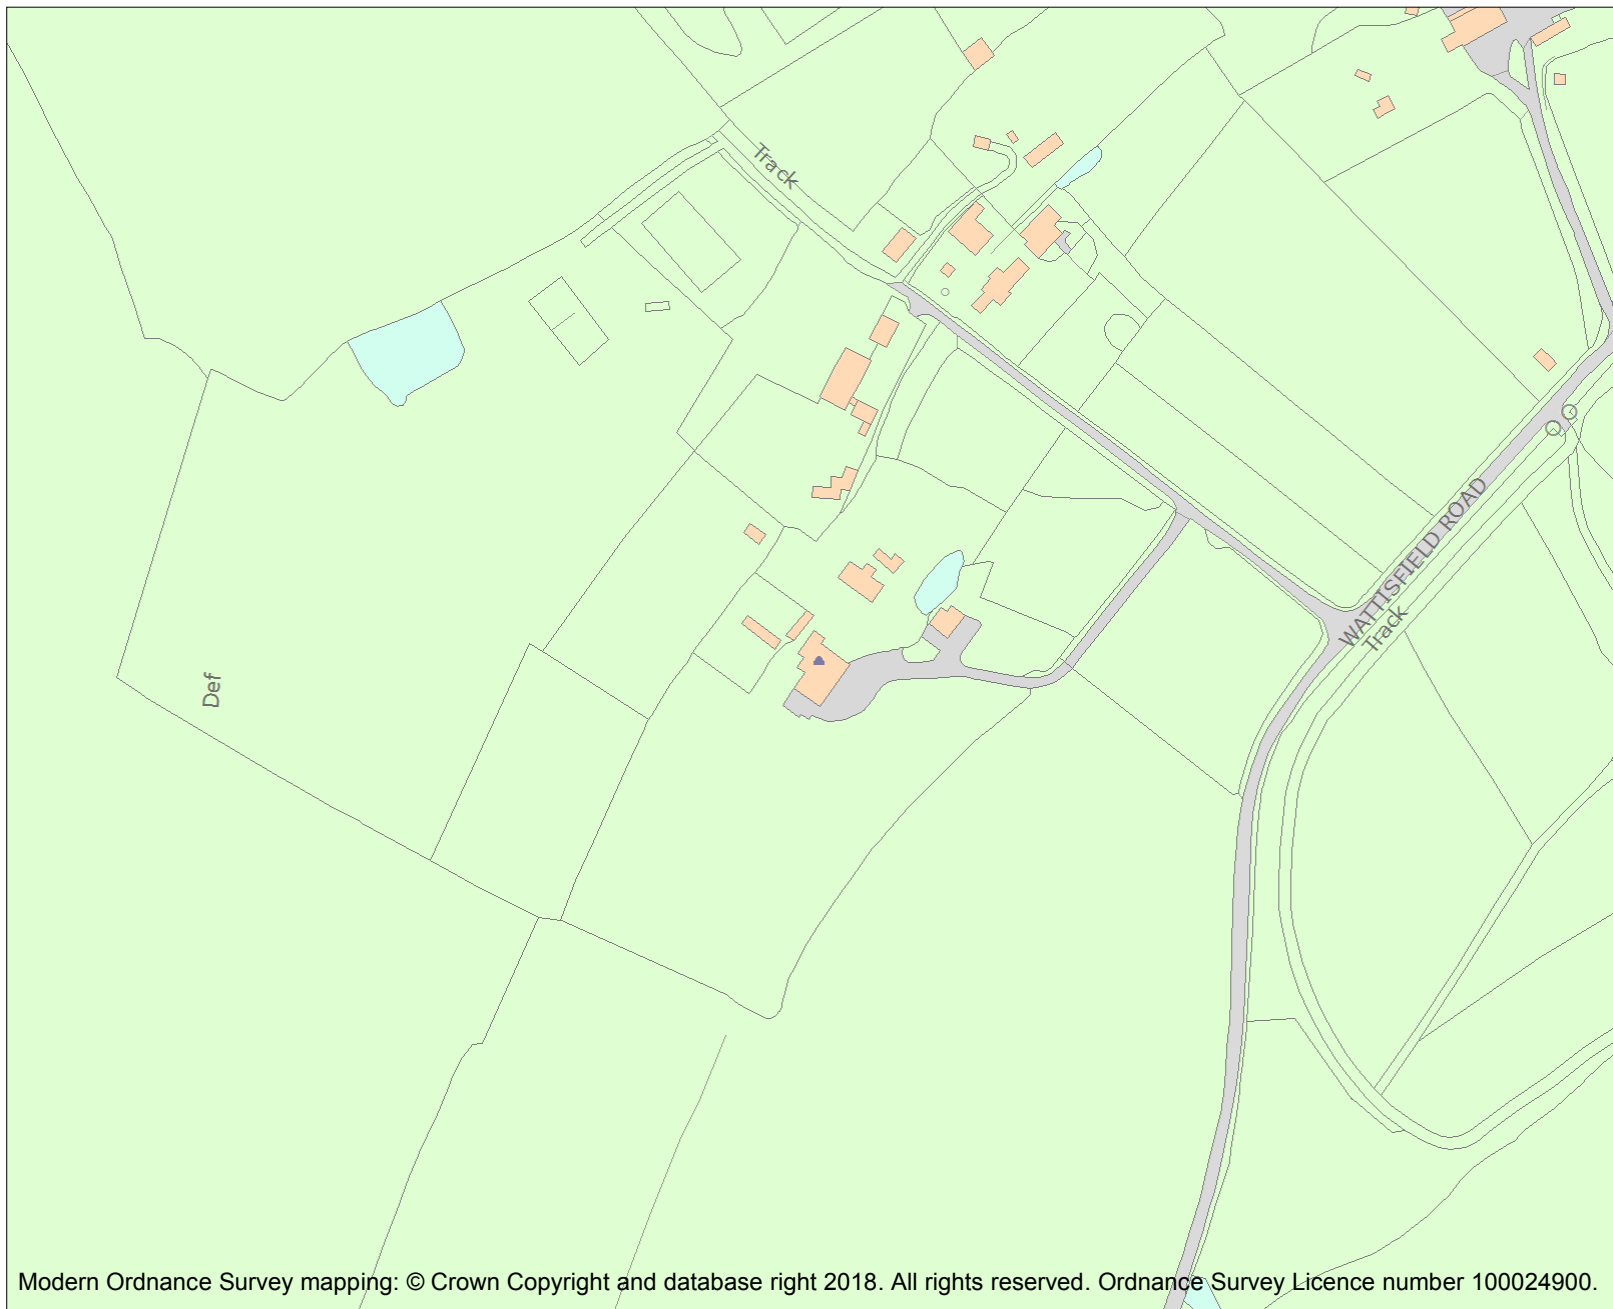 Track
WATTISFIELD ROAD
Track
Def
Modern Ordnance Survey mapping: © Crown Copyright and database right 2018. All rights reserved. Ordnance Survey Licence number 100024900.